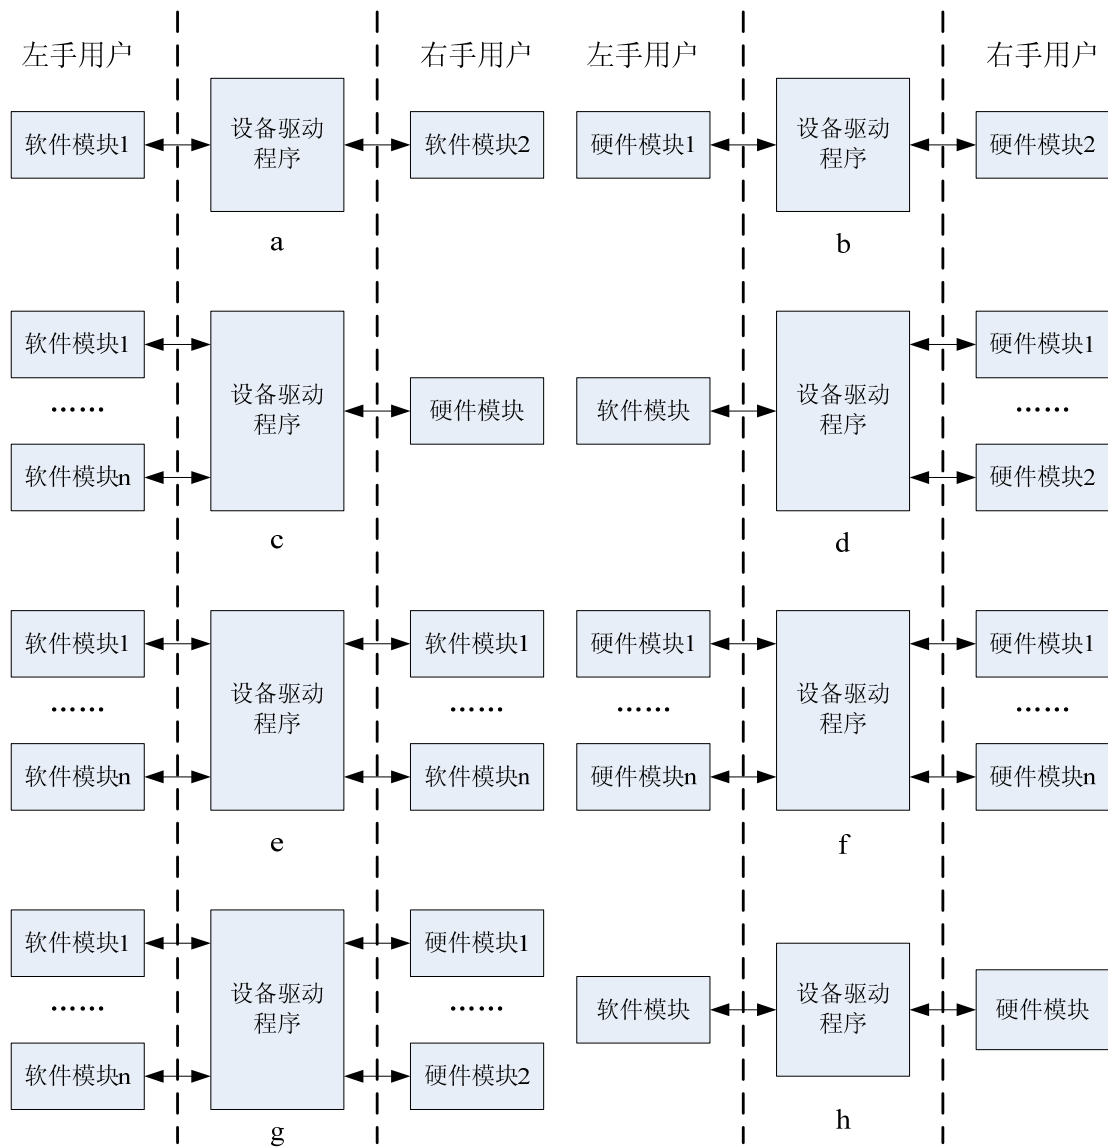 左手用户
右手用户
左手用户
右手用户
软件模块1
设备驱动
程序
软件模块2
a
硬件模块1
设备驱动
程序
硬件模块2
b
软件模块1
……
软件模块n
设备驱动
程序
硬件模块
c
软件模块
设备驱动
程序
硬件模块1
……
硬件模块2
d
软件模块1
……
软件模块n
设备驱动
程序
软件模块1
……
软件模块n
e
硬件模块1
……
硬件模块n
设备驱动
程序
硬件模块1
……
硬件模块n
f
软件模块1
……
软件模块n
设备驱动
程序
硬件模块1
……
硬件模块2
g
软件模块
设备驱动
程序
硬件模块
h